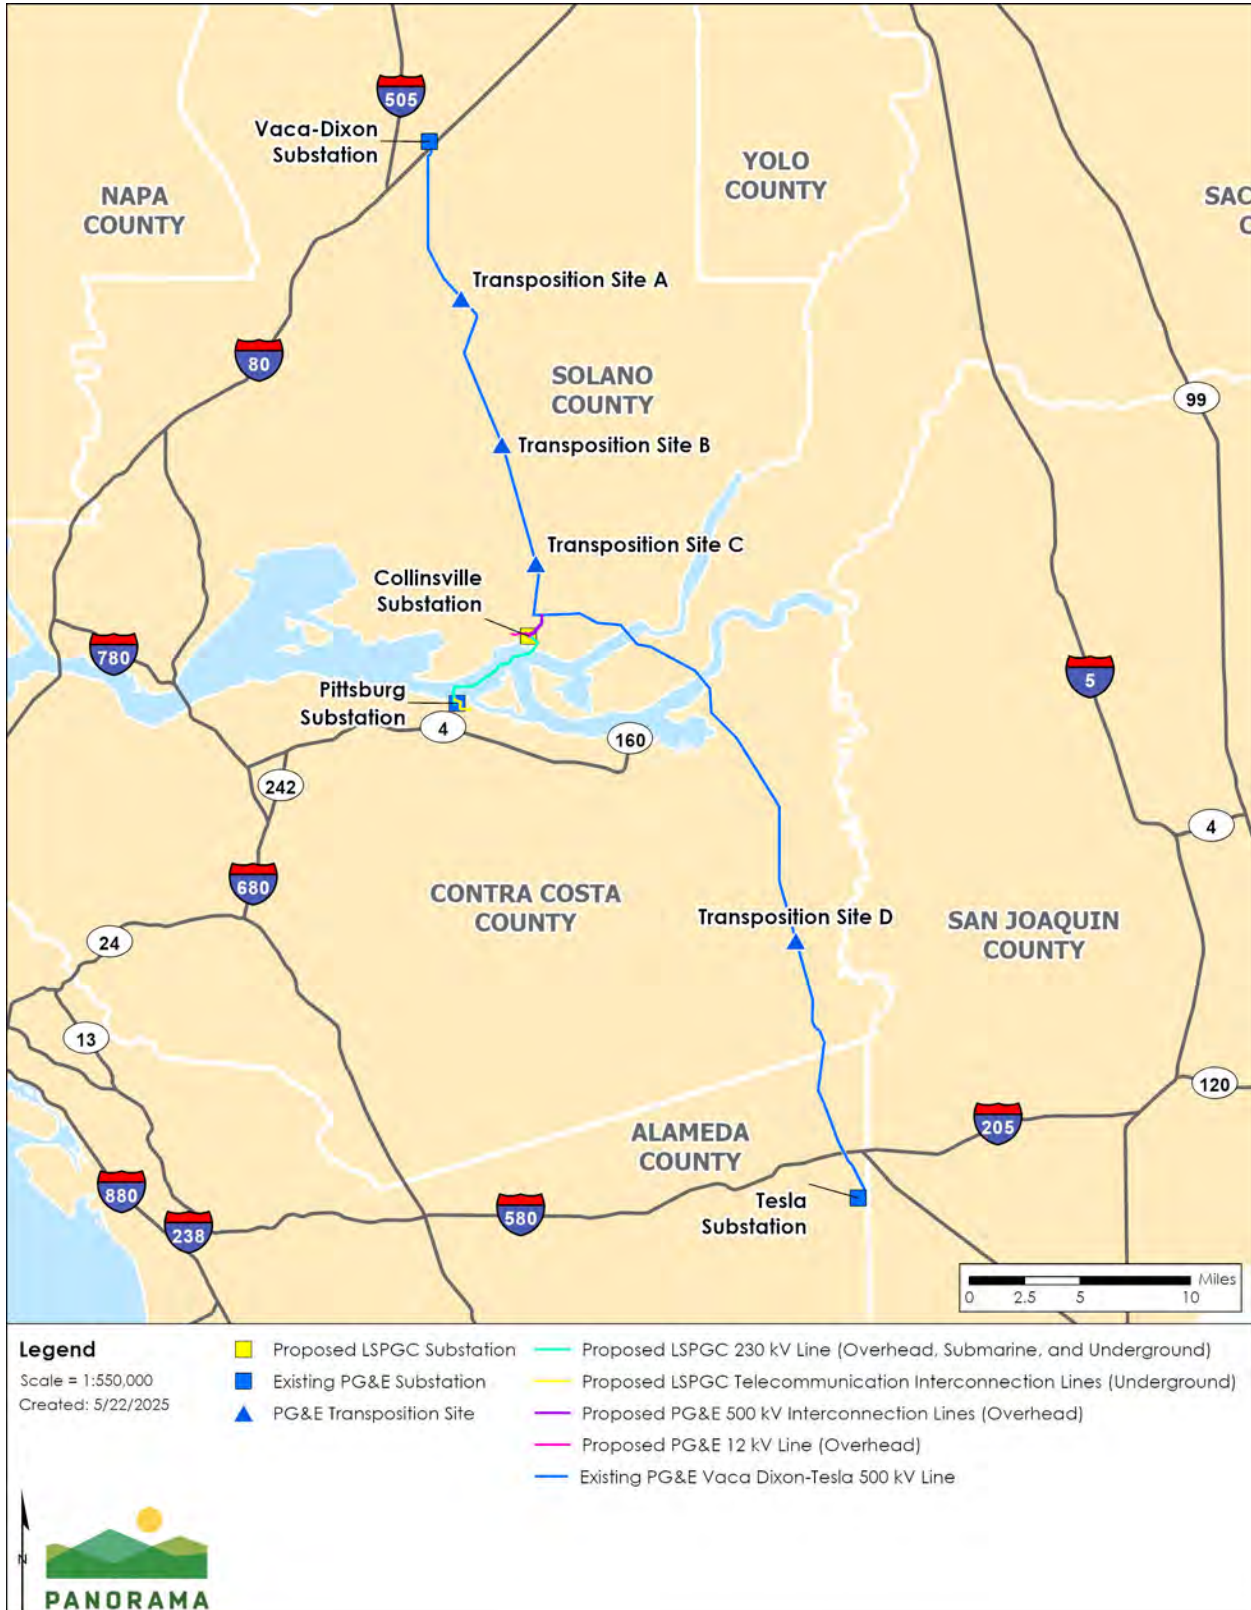 505
Vaca-Dixon
Substation
YOLO
COUNTY
NAPA
COUNTY
SAC
C
Transposition Site A
80
SOLANO
COUNTY
99
Transposition Site B
Transposition Site C
Collinsville
Substation
780
5
Pittsburg
Substation
4
160
242
4
680
CONTRA COSTA
COUNTY
Transposition Site D
SAN JOAQUIN
COUNTY
24
13
120
205
ALAMEDA
COUNTY
880
580
238
Tesla
Substation
Miles
0 2.5 5 10
Legend
Scale = 1:550,000
Created: 5/22/2025
Proposed LSPGC Substation
Existing PG&E Substation
PG&E Transposition Site
Proposed LSPGC 230 kV Line (Overhead, Submarine, and Underground)
Proposed LSPGC Telecommunication Interconnection Lines (Underground)
Proposed PG&E 500 kV Interconnection Lines (Overhead)
Proposed PG&E 12 kV Line (Overhead)
Existing PG&E Vaca Dixon-Tesla 500 kV Line
N
PANORAMA